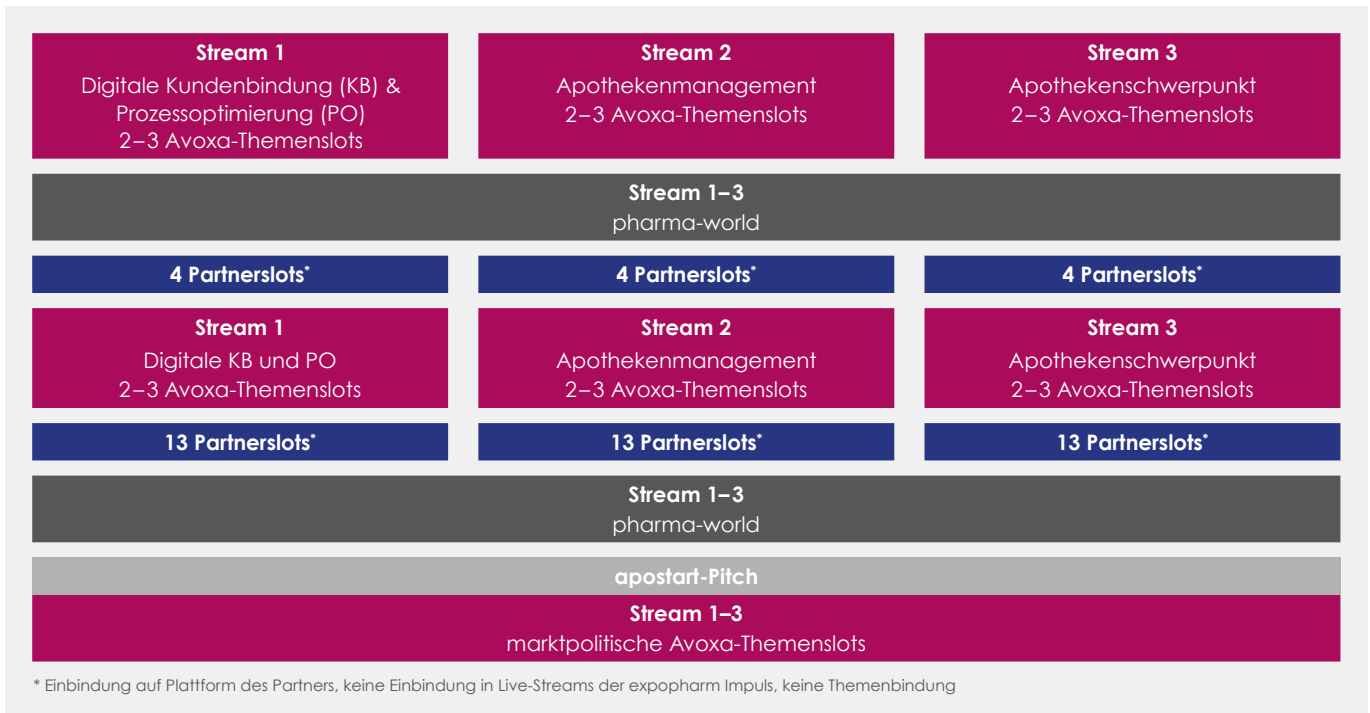 Stream 1
Digitale Kundenbindung (KB) &
Prozessoptimierung (PO)
2–3 Avoxa-Themenslots
Stream 2
Apothekenmanagement
2–3 Avoxa-Themenslots
Stream 3
Apothekenschwerpunkt
2–3 Avoxa-Themenslots
Stream 1–3
pharma-world
4 Partnerslots*
4 Partnerslots*
4 Partnerslots*
Stream 1
Digitale KB und PO
2–3 Avoxa-Themenslots
Stream 2
Apothekenmanagement
2–3 Avoxa-Themenslots
Stream 3
Apothekenschwerpunkt
2–3 Avoxa-Themenslots
13 Partnerslots*
13 Partnerslots*
13 Partnerslots*
Stream 1–3
pharma-world
apostart-Pitch
Stream 1–3
marktpolitische Avoxa-Themenslots
* Einbindung auf Plattform des Partners, keine Einbindung in Live-Streams der expopharm Impuls, keine Themenbindung